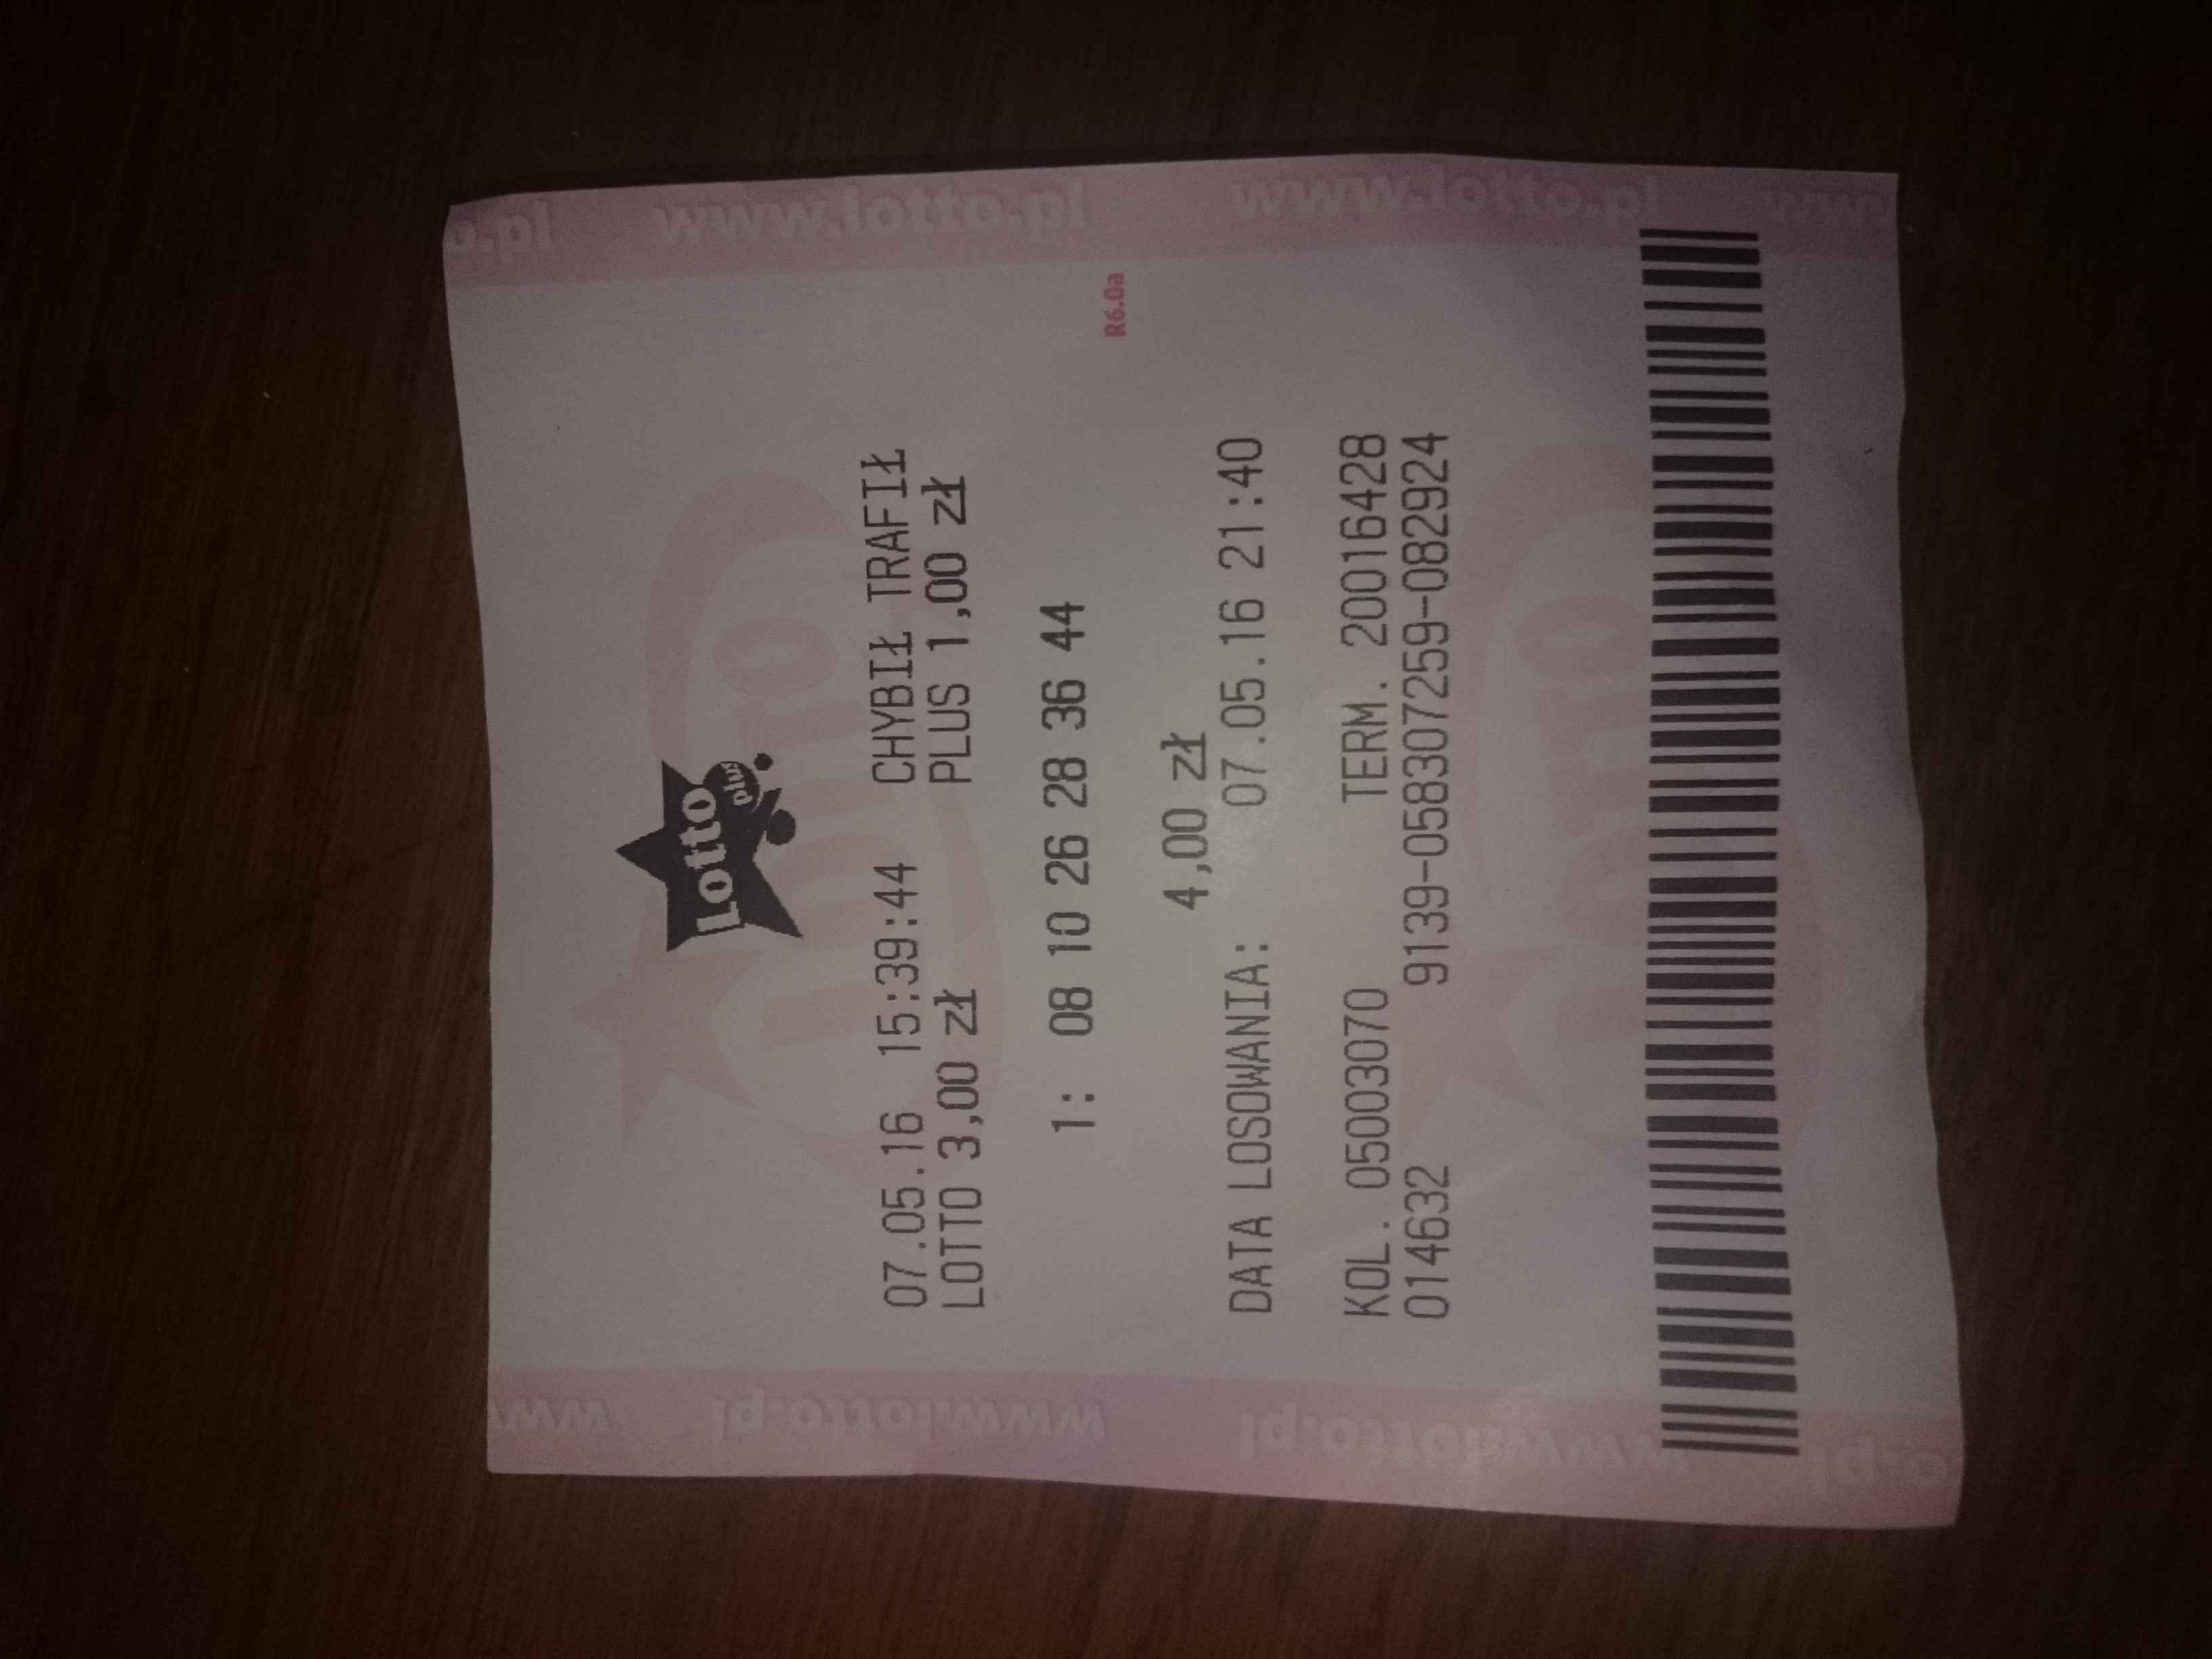 Lotto
plus
07.05.16 15:39:44 CHYBIŁ TRAFIŁ
LOTTO 3,00 zł PLUS 1,00 zł
1: 08 10 26 28 36 44
R6.0a
4,00 zł
DATA LOSOWANIA: 07.05.16 21:40
KOL. 05003070 TERM. 20016428
014632 9139-058307259-082924
LOTTO
LOTTO
www.lotto.pl
www.lotto.pl
www.lotto.pl
www.lotto.pl